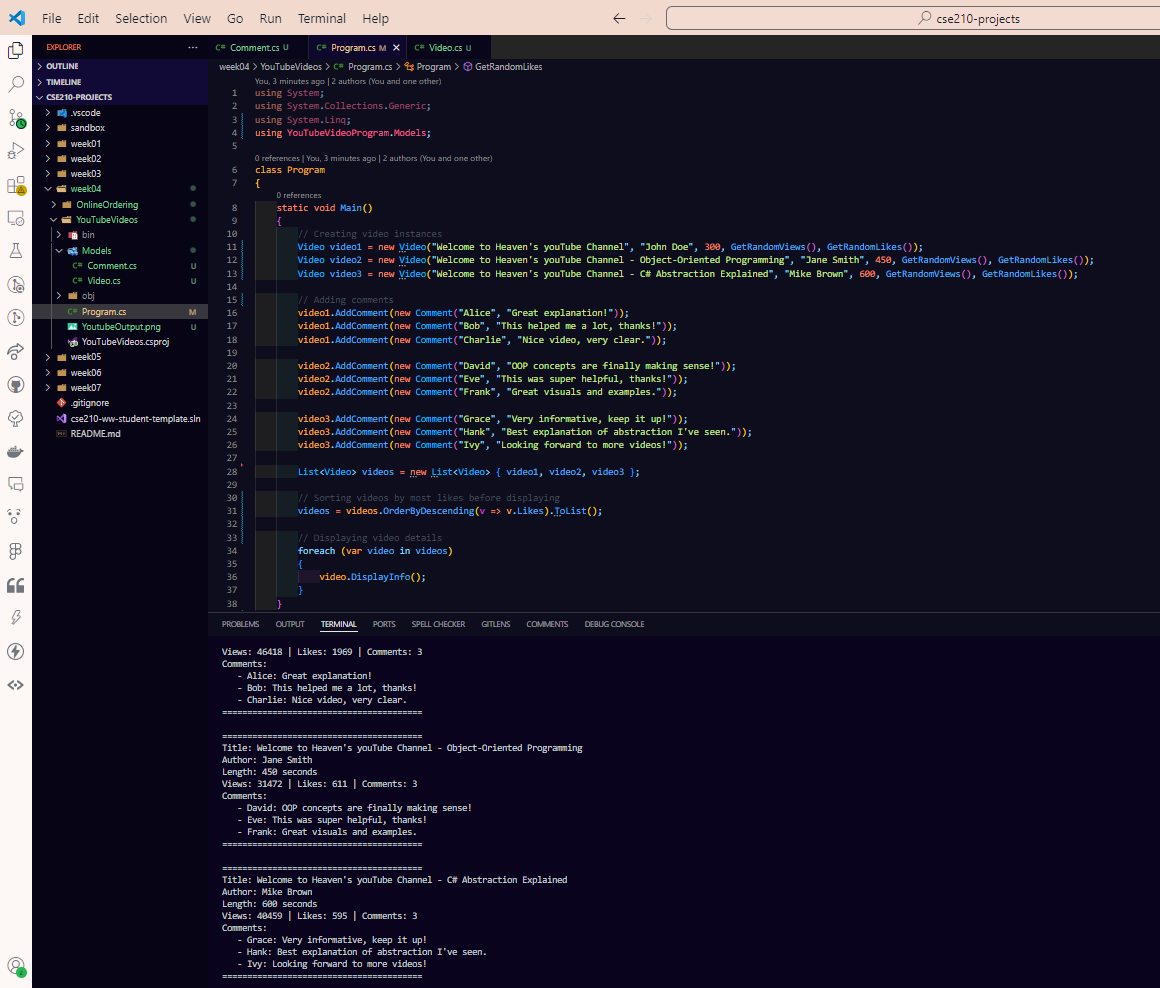 File Edit Selection View Go Run Terminal Help
cse210-projects
EXPLORER
OUTLINE
TIMELINE
CSE210-PROJECTS
.vscode
sandbox
week01
week02
week03
week04
OnlineOrdering
YouTubeVideos
bin
Models
C# Comment.cs U
C# Video.cs U
obj
C# Program.cs M
YoutubeOutput.png U
YouTubeVideos.csproj
week05
week06
week07
.gitignore
cse210-ww-student-template.sln
README.md
C# Comment.cs U C# Program.cs M C# Video.cs U
week04 > YouTubeVideos > C# Program.cs > Program > GetRandomLikes
You, 3 minutes ago | 2 authors (You and one other)
1 using System;
2 using System.Collections.Generic;
3 using System.Linq;
4 using YouTubeVideoProgram.Models;
5
0 references | You, 3 minutes ago | 2 authors (You and one other)
6 class Program
7 {
0 references
8 static void Main()
9 {
10 // Creating video instances
11 Video video1 = new Video("Welcome to Heaven's youTube Channel", "John Doe", 300, GetRandomViews(), GetRandomLikes());
12 Video video2 = new Video("Welcome to Heaven's youTube Channel - Object-Oriented Programming", "Jane Smith", 450, GetRandomViews(), GetRandomLikes());
13 Video video3 = new Video("Welcome to Heaven's youTube Channel - C# Abstraction Explained", "Mike Brown", 600, GetRandomViews(), GetRandomLikes());
14
15 // Adding comments
16 video1.AddComment(new Comment("Alice", "Great explanation!"));
17 video1.AddComment(new Comment("Bob", "This helped me a lot, thanks!"));
18 video1.AddComment(new Comment("Charlie", "Nice video, very clear."));
19
20 video2.AddComment(new Comment("David", "OOP concepts are finally making sense!"));
21 video2.AddComment(new Comment("Eve", "This was super helpful, thanks!"));
22 video2.AddComment(new Comment("Frank", "Great visuals and examples."));
23
24 video3.AddComment(new Comment("Grace", "Very informative, keep it up!"));
25 video3.AddComment(new Comment("Hank", "Best explanation of abstraction I've seen."));
26 video3.AddComment(new Comment("Ivy", "Looking forward to more videos!"));
27
28 List<Video> videos = new List<Video> { video1, video2, video3 };
29
30 // Sorting videos by most likes before displaying
31 videos = videos.OrderByDescending(v => v.Likes).ToList();
32
33 // Displaying video details
34 foreach (var video in videos)
35 {
36 video.DisplayInfo();
37 }
38 }
PROBLEMS OUTPUT TERMINAL PORTS SPELL CHECKER GITLENS COMMENTS DEBUG CONSOLE
Views: 46418 | Likes: 1969 | Comments: 3
Comments:
- Alice: Great explanation!
- Bob: This helped me a lot, thanks!
- Charlie: Nice video, very clear.
========================================
========================================
Title: Welcome to Heaven's youTube Channel - Object-Oriented Programming
Author: Jane Smith
Length: 450 seconds
Views: 31472 | Likes: 611 | Comments: 3
Comments:
- David: OOP concepts are finally making sense!
- Eve: This was super helpful, thanks!
- Frank: Great visuals and examples.
========================================
========================================
Title: Welcome to Heaven's youTube Channel - C# Abstraction Explained
Author: Mike Brown
Length: 600 seconds
Views: 40459 | Likes: 595 | Comments: 3
Comments:
- Grace: Very informative, keep it up!
- Hank: Best explanation of abstraction I've seen.
- Ivy: Looking forward to more videos!
========================================